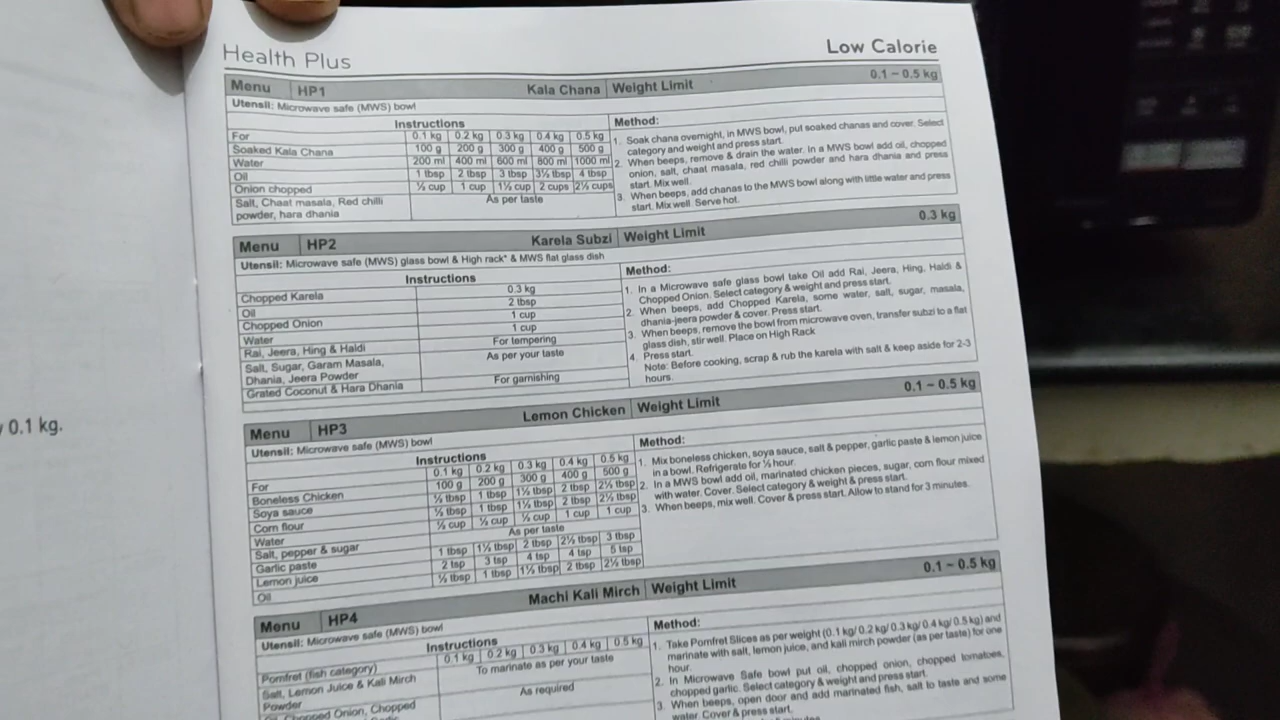 y 0.1 kg.
Health Plus
Low Calorie
Menu HP1 Kala Chana Weight Limit 0.1 ~ 0.5 kg
Utensil: Microwave safe (MWS) bowl
Instructions
For 0.1 kg 0.2 kg 0.3 kg 0.4 kg 0.5 kg
Soaked Kala Chana 100 g 200 g 300 g 400 g 500 g
Water 200 ml 400 ml 600 ml 800 ml 1000 ml
Oil 1 tbsp 2 tbsp 3 tbsp 3½ tbsp 4 tbsp
Onion chopped ½ cup 1 cup 1½ cup 2 cups 2½ cups
Salt, Chaat masala, Red chilli As per taste
powder, hara dhania
Method:
1. Soak chana overnight, in MWS bowl, put soaked chanas and cover. Select
category and weight and press start.
2. When beeps, remove & drain the water. In a MWS bowl add oil, chopped
onion, salt, chaat masala, red chilli powder and hara dhania and press
start. Mix well.
3. When beeps, add chanas to the MWS bowl along with little water and press
start. Mix well. Serve hot.
Menu HP2 Karela Subzi Weight Limit 0.3 kg
Utensil: Microwave safe (MWS) glass bowl & High rack* & MWS flat glass dish
Instructions
Chopped Karela 0.3 kg
Oil 2 tbsp
Chopped Onion 1 cup
Water 1 cup
Rai, Jeera, Hing & Haldi For tempering
Salt, Sugar, Garam Masala, As per your taste
Dhania, Jeera Powder
Grated Coconut & Hara Dhania For garnishing
Method:
1. In a Microwave safe glass bowl take Oil add Rai, Jeera, Hing, Haldi &
Chopped Onion. Select category & weight and press start.
2. When beeps, add Chopped Karela, some water, salt, sugar, masala,
dhania-jeera powder & cover. Press start.
3. When beeps, remove the bowl from microwave oven, transfer subzi to a flat
glass dish, stir well. Place on High Rack
4. Press start.
Note: Before cooking, scrap & rub the karela with salt & keep aside for 2-3
hours.
Menu HP3 Lemon Chicken Weight Limit 0.1 ~ 0.5 kg
Utensil: Microwave safe (MWS) bowl
Instructions
For 0.1 kg 0.2 kg 0.3 kg 0.4 kg 0.5 kg
Boneless Chicken 100 g 200 g 300 g 400 g 500 g
Soya sauce ½ tbsp 1 tbsp 1½ tbsp 2 tbsp 2½ tbsp
Corn flour ½ tbsp 1 tbsp 1½ tbsp 2 tbsp 2½ tbsp
Water cup cup cup 1 cup 1 cup
Salt, pepper & sugar As per taste
Garlic paste 1 tbsp 1½ tbsp 2 tbsp 2½ tbsp 3 tbsp
Lemon juice 2 tsp 3 tsp 4 tsp 4 tsp 5 tsp
Oil ½ tbsp 1 tbsp 1½ tbsp 2 tbsp 2½ tbsp
Method:
1. Mix boneless chicken, soya sauce, salt & pepper, garlic paste & lemon juice
in a bowl. Refrigerate for ½ hour.
2. In a MWS bowl add oil, marinated chicken pieces, sugar, corn flour mixed
with water. Cover. Select category & weight & press start.
3. When beeps, mix well. Cover & press start. Allow to stand for 3 minutes.
Menu HP4 Machi Kali Mirch Weight Limit 0.1 ~ 0.5 kg
Utensil: Microwave safe (MWS) bowl
Instructions
0.1 kg 0.2 kg 0.3 kg 0.4 kg 0.5 kg
Pomfret (fish category)
Salt, Lemon Juice & Kali Mirch To marinate as per your taste
Powder
Oil, Chopped Onion, Chopped As required
Method:
1. Take Pomfret Slices as per weight (0.1 kg/ 0.2 kg/ 0.3 kg/ 0.4 kg/ 0.5 kg) and
marinate with salt, lemon juice, and kali mirch powder (as per taste) for one
hour.
2. In Microwave Safe bowl put oil, chopped onion, chopped tomatoes,
chopped garlic. Select category & weight and press start.
3. When beeps, open door and add marinated fish, salt to taste and some
water. Cover & press start.